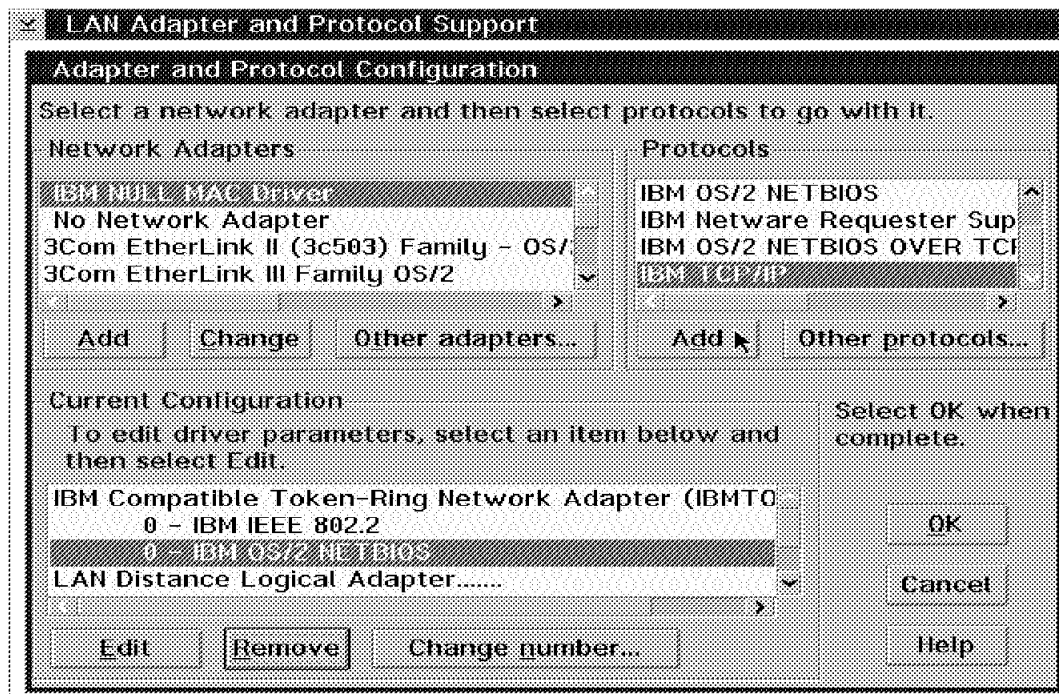 LAN Adapter and Protocol Support
Adapter and Protocol Configuration
Select a network adapter and then select protocols to go with it.
Network Adapters
IBM NULL MAC Driver
No Network Adapter
3Com EtherLink II (3c503) Family - OS/
3Com EtherLink III Family OS/2
Add
Change
Other adapters...
Protocols
IBM OS/2 NETBIOS
IBM Netware Requester Sup
IBM OS/2 NETBIOS OVER TCP
IBM TCP/IP
Add
Other protocols...
Current Configuration
To edit driver parameters, select an item below and
then select Edit.
IBM Compatible Token-Ring Network Adapter (IBMTO
0 - IBM IEEE 802.2
0 - IBM OS/2 NETBIOS
LAN Distance Logical Adapter.......
Edit
Remove
Change number...
Select OK when
complete.
OK
Cancel
Help